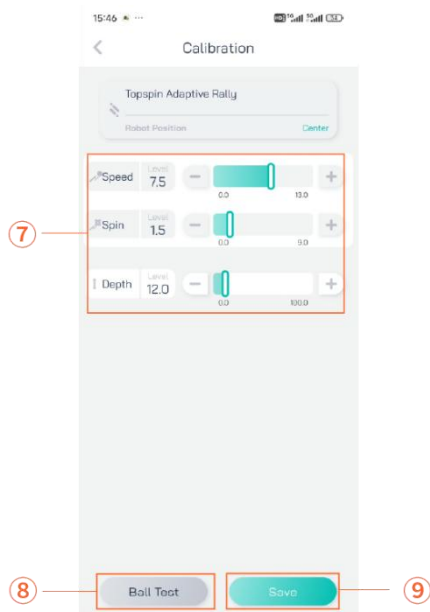 15:46
Calibration
Topspin Adaptive Rally
Robot Position Center
Speed Level 7.5 − +
0.0 10.0
⑦
Spin Level 1.5 − +
0.0 9.0
Depth Level 12.0 − +
0.0 100.0
⑧ Ball Test Save ⑨